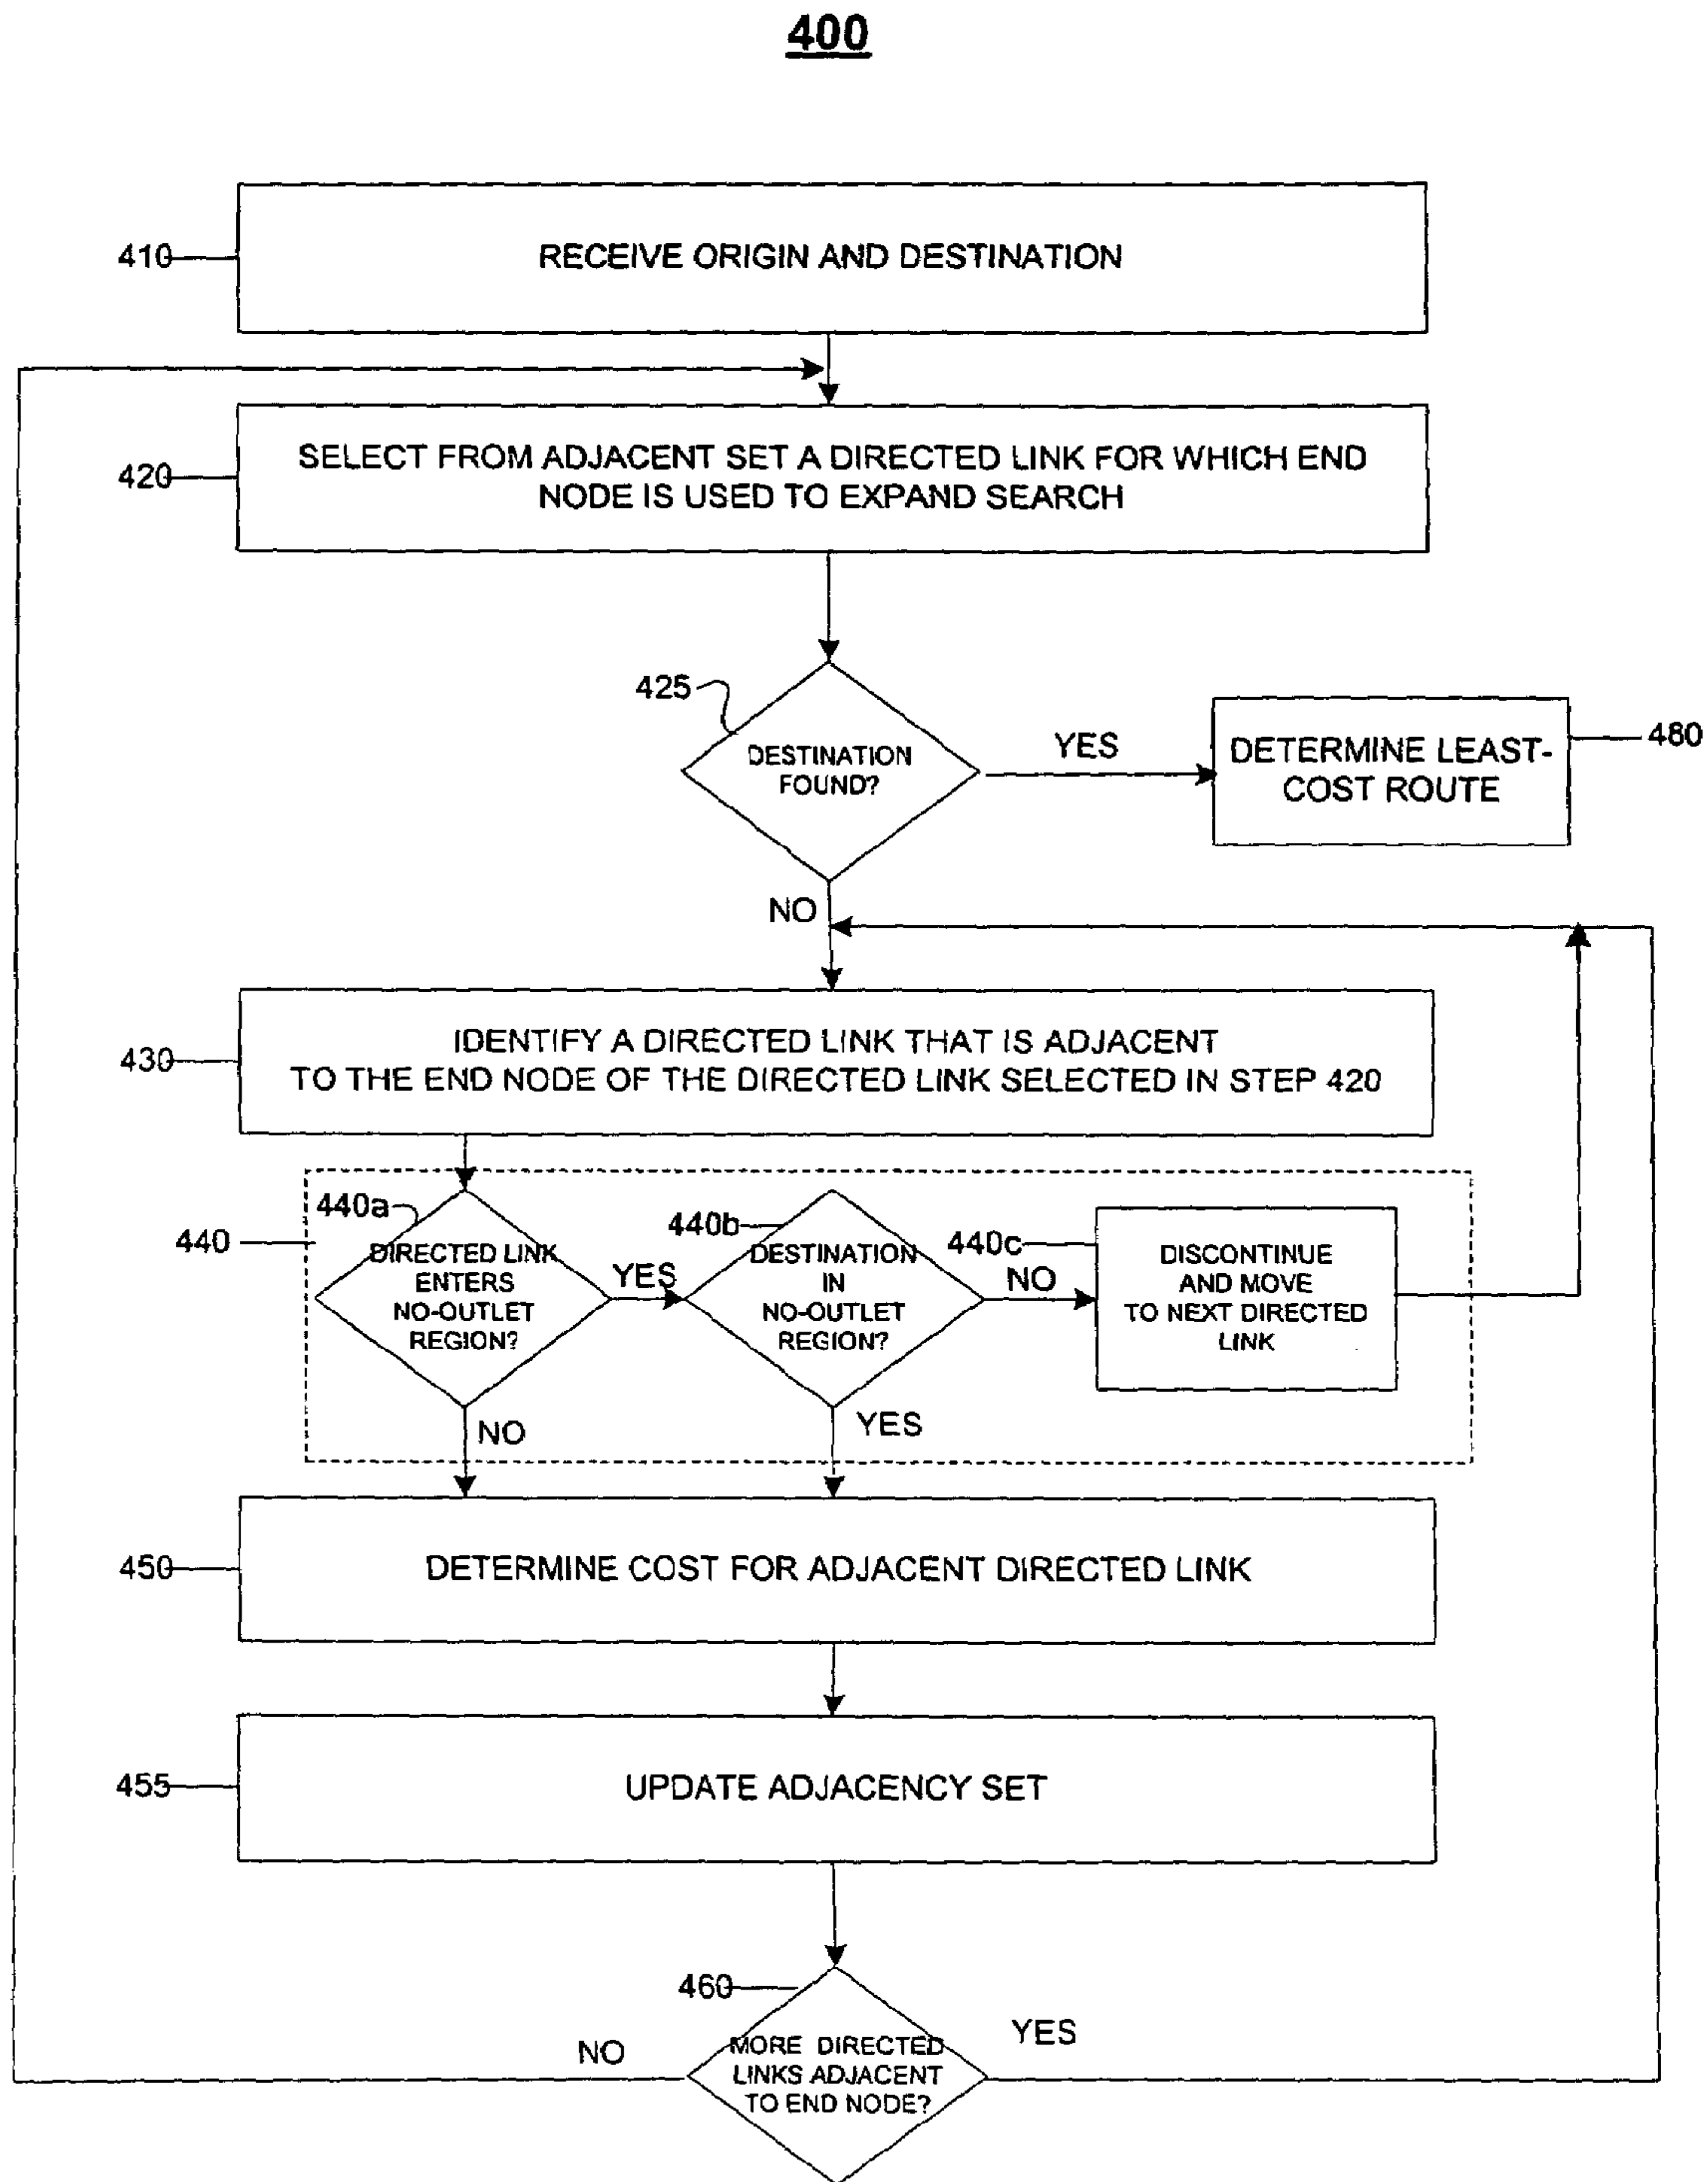 400
410
RECEIVE ORIGIN AND DESTINATION
420
SELECT FROM ADJACENT SET A DIRECTED LINK FOR WHICH END
NODE IS USED TO EXPAND SEARCH
425
DESTINATION
FOUND?
YES
DETERMINE LEAST-
COST ROUTE
480
NO
430
IDENTIFY A DIRECTED LINK THAT IS ADJACENT
TO THE END NODE OF THE DIRECTED LINK SELECTED IN STEP 420
440
440a
DIRECTED LINK
ENTERS
NO-OUTLET
REGION?
YES
440b
DESTINATION
IN
NO-OUTLET
REGION?
NO
440c
DISCONTINUE
AND MOVE
TO NEXT DIRECTED
LINK
NO
YES
450
DETERMINE COST FOR ADJACENT DIRECTED LINK
455
UPDATE ADJACENCY SET
460
MORE DIRECTED
LINKS ADJACENT
TO END NODE?
NO
YES